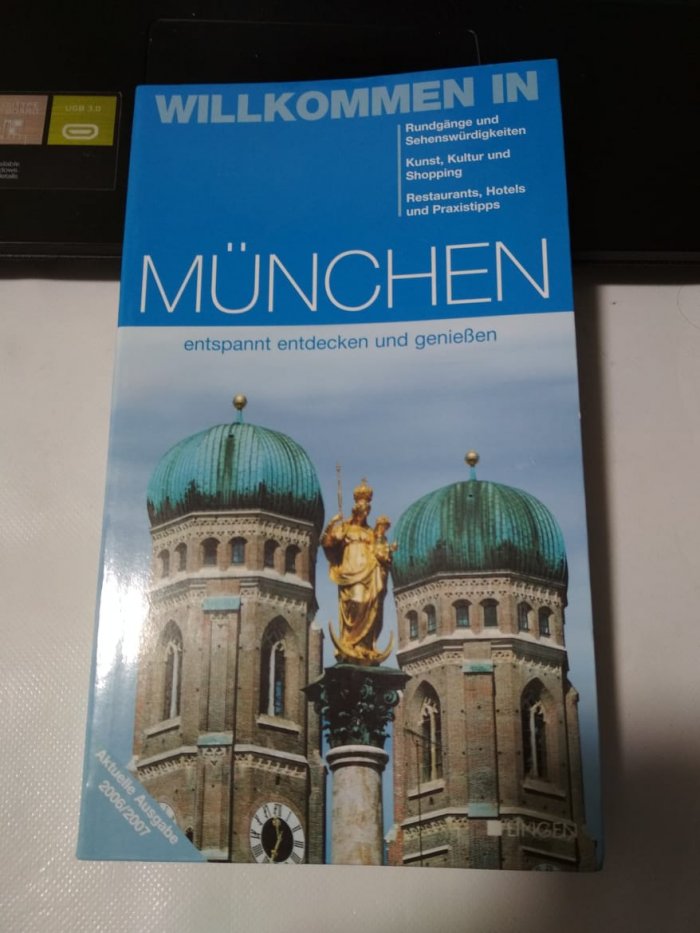 USB 3.0
WILLKOMMEN IN
Rundgänge und
Sehenswürdigkeiten
Kunst, Kultur und
Shopping
Restaurants, Hotels
und Praxistipps
MÜNCHEN
entspannt entdecken und genießen
Aktuelle Ausgabe
2006/2007
LINGEN